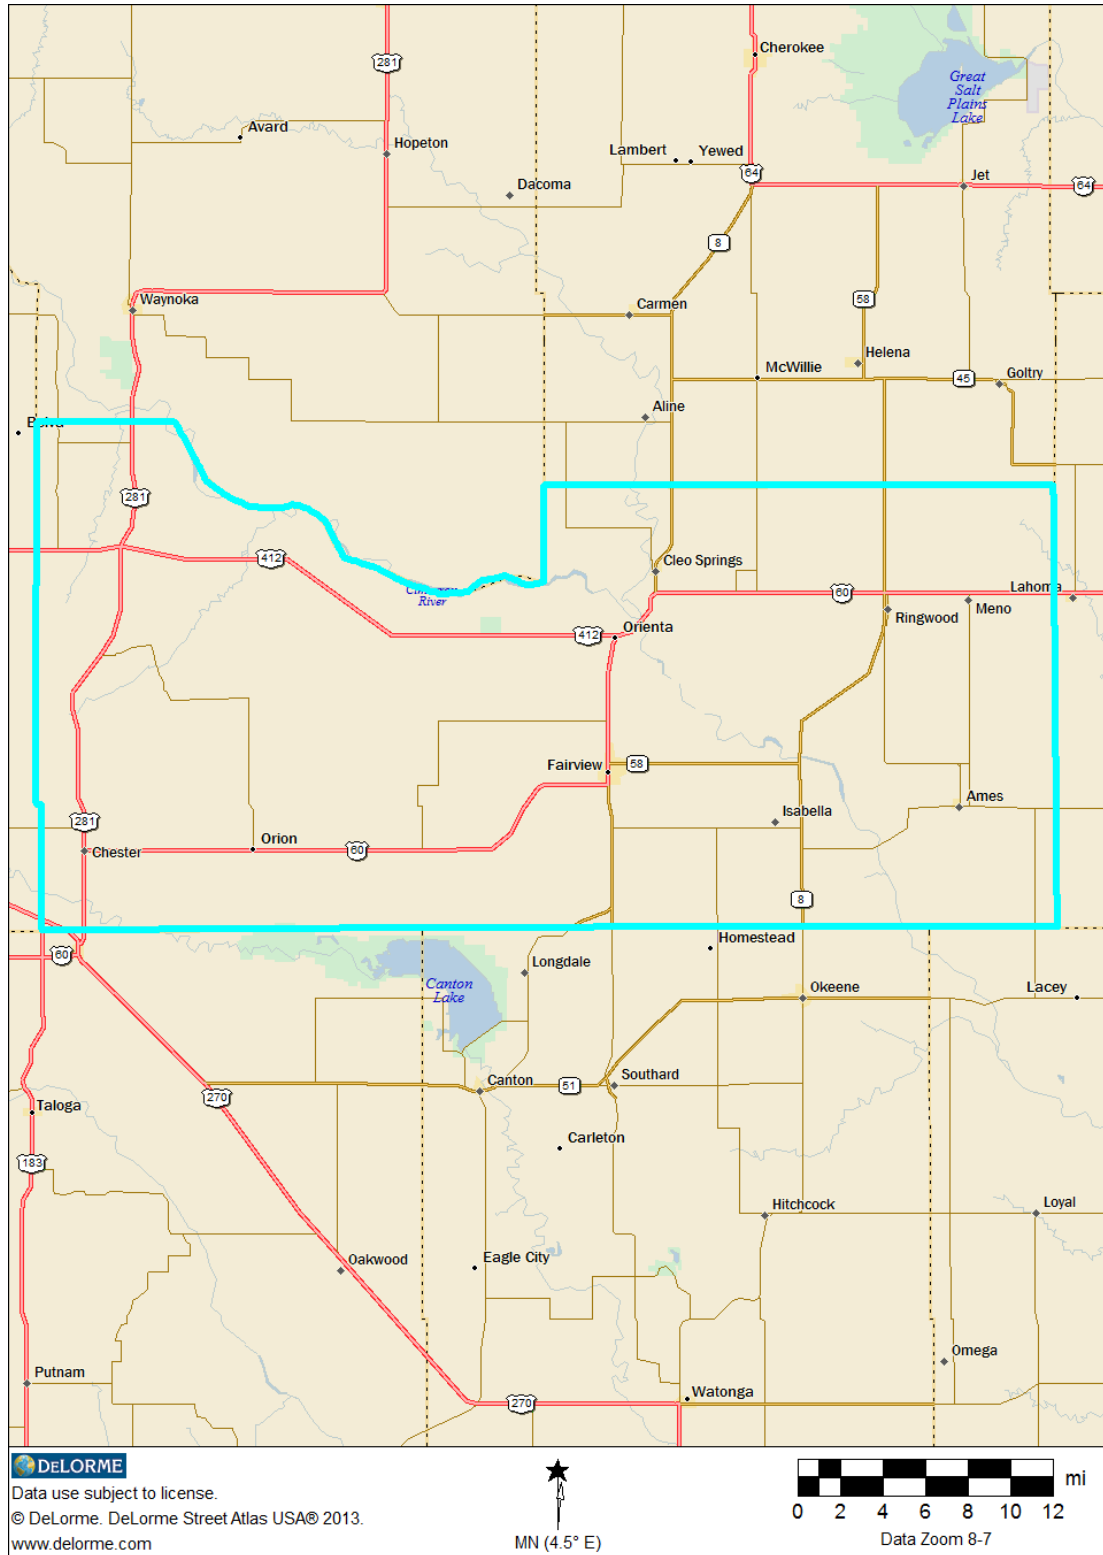 Cherokee
281
Great
Salt
Plains
Lake
Avard
Hopeton
Lambert
Yewed
64
Jet
64
Dacoma
8
Waynoka
Carmen
58
Helena
McWillie
45
Goltry
Aline
281
412
Cleo Springs
River
60
Lahoma
Meno
Ringwood
412
Orienta
Fairview
58
Ames
Isabella
281
Chester
Orion
60
8
Homestead
60
Longdale
Canton
Lake
Okeene
Lacey
270
Canton
51
Southard
Taloga
Carleton
183
Hitchcock
Loyal
Oakwood
Eagle City
Omega
Putnam
270
Watonga
DELORME
Data use subject to license.
© DeLorme. DeLorme Street Atlas USA® 2013.
www.delorme.com
MN (4.5° E)
mi
0 2 4 6 8 10 12
Data Zoom 8-7